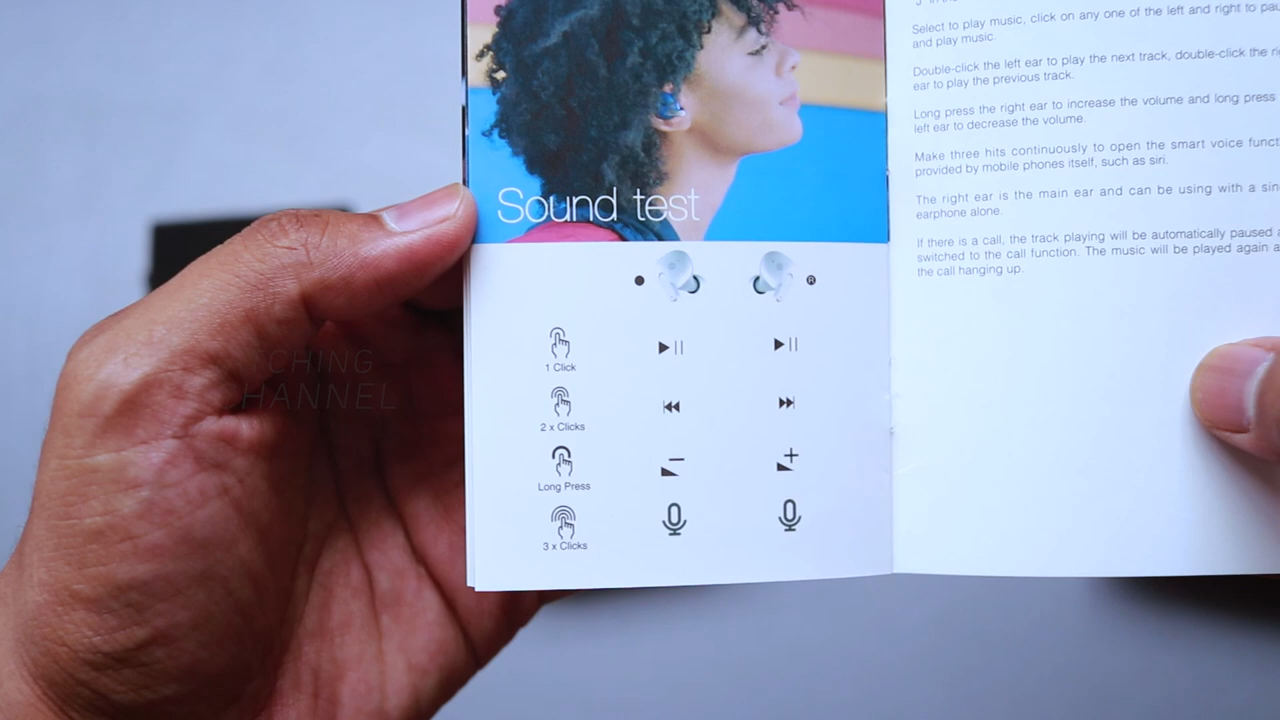 Sound test
R
1 Click
2 x Clicks
Long Press
3 x Clicks
Select to play music, click on any one of the left and right to
and play music.
Double-click the left ear to play the next track, double-click the
ear to play the previous track.
Long press the right ear to increase the volume and long press
left ear to decrease the volume.
Make three hits continuously to open the smart voice
provided by mobile phones itself, such as siri.
The right ear is the main ear and can be using with a
earphone alone.
If there is a call, the track playing will be automatically paused
switched to the call function. The music will be played again
the call hanging up.
TCHING
HANNEL